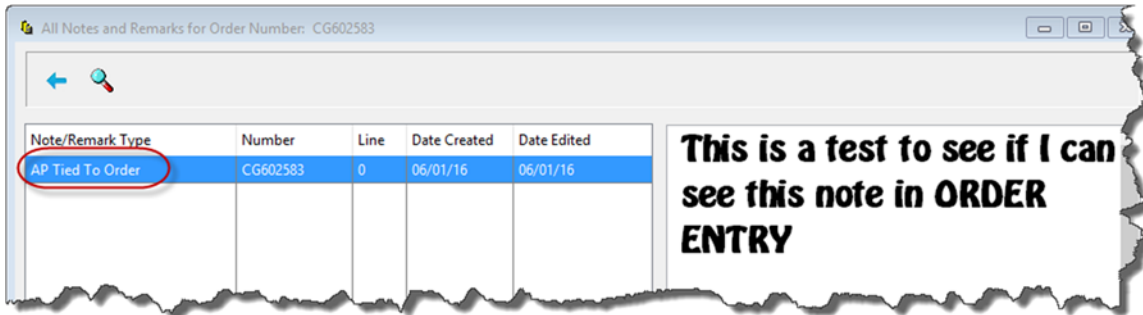 All Notes and Remarks for Order Number: CG602583
Note/Remark Type Number Line Date Created Date Edited
AP Tied To Order CG602583 0 06/01/16 06/01/16
This is a test to see if I can
see this note in ORDER
ENTRY